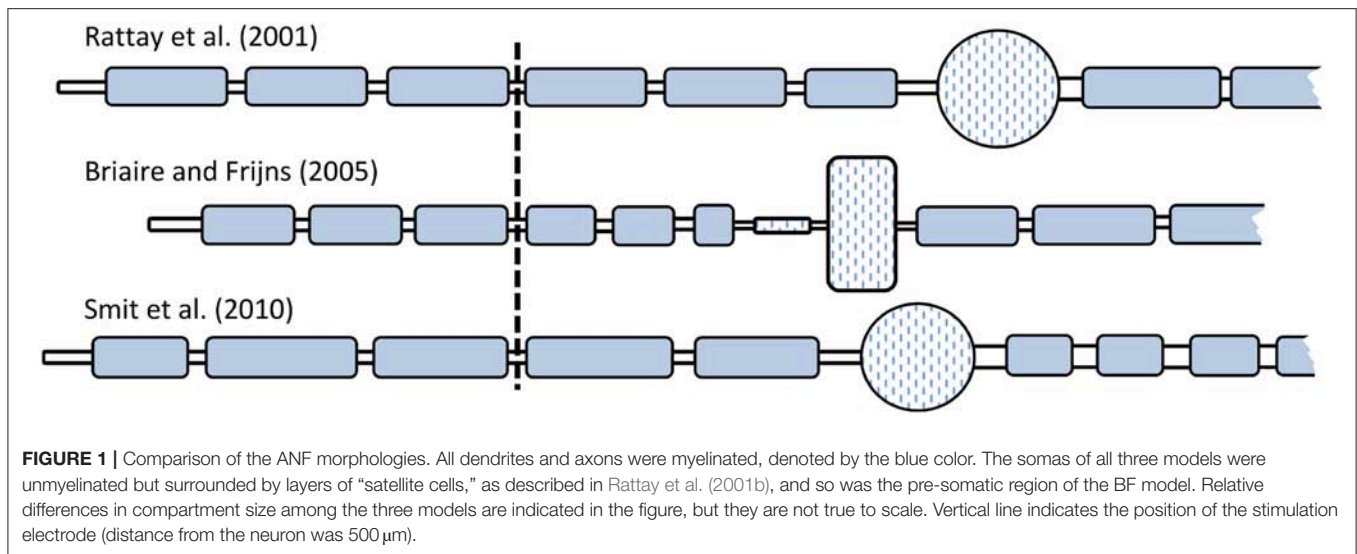 Rattay et al. (2001)
Briaire and Frijns (2005)
Smit et al. (2010)
FIGURE 1 | Comparison of the ANF morphologies. All dendrites and axons were myelinated, denoted by the blue color. The somas of all three models were
unmyelinated but surrounded by layers of “satellite cells,” as described in Rattay et al. (2001b), and so was the pre-somatic region of the BF model. Relative
differences in compartment size among the three models are indicated in the figure, but they are not true to scale. Vertical line indicates the position of the stimulation
electrode (distance from the neuron was 500 μm).